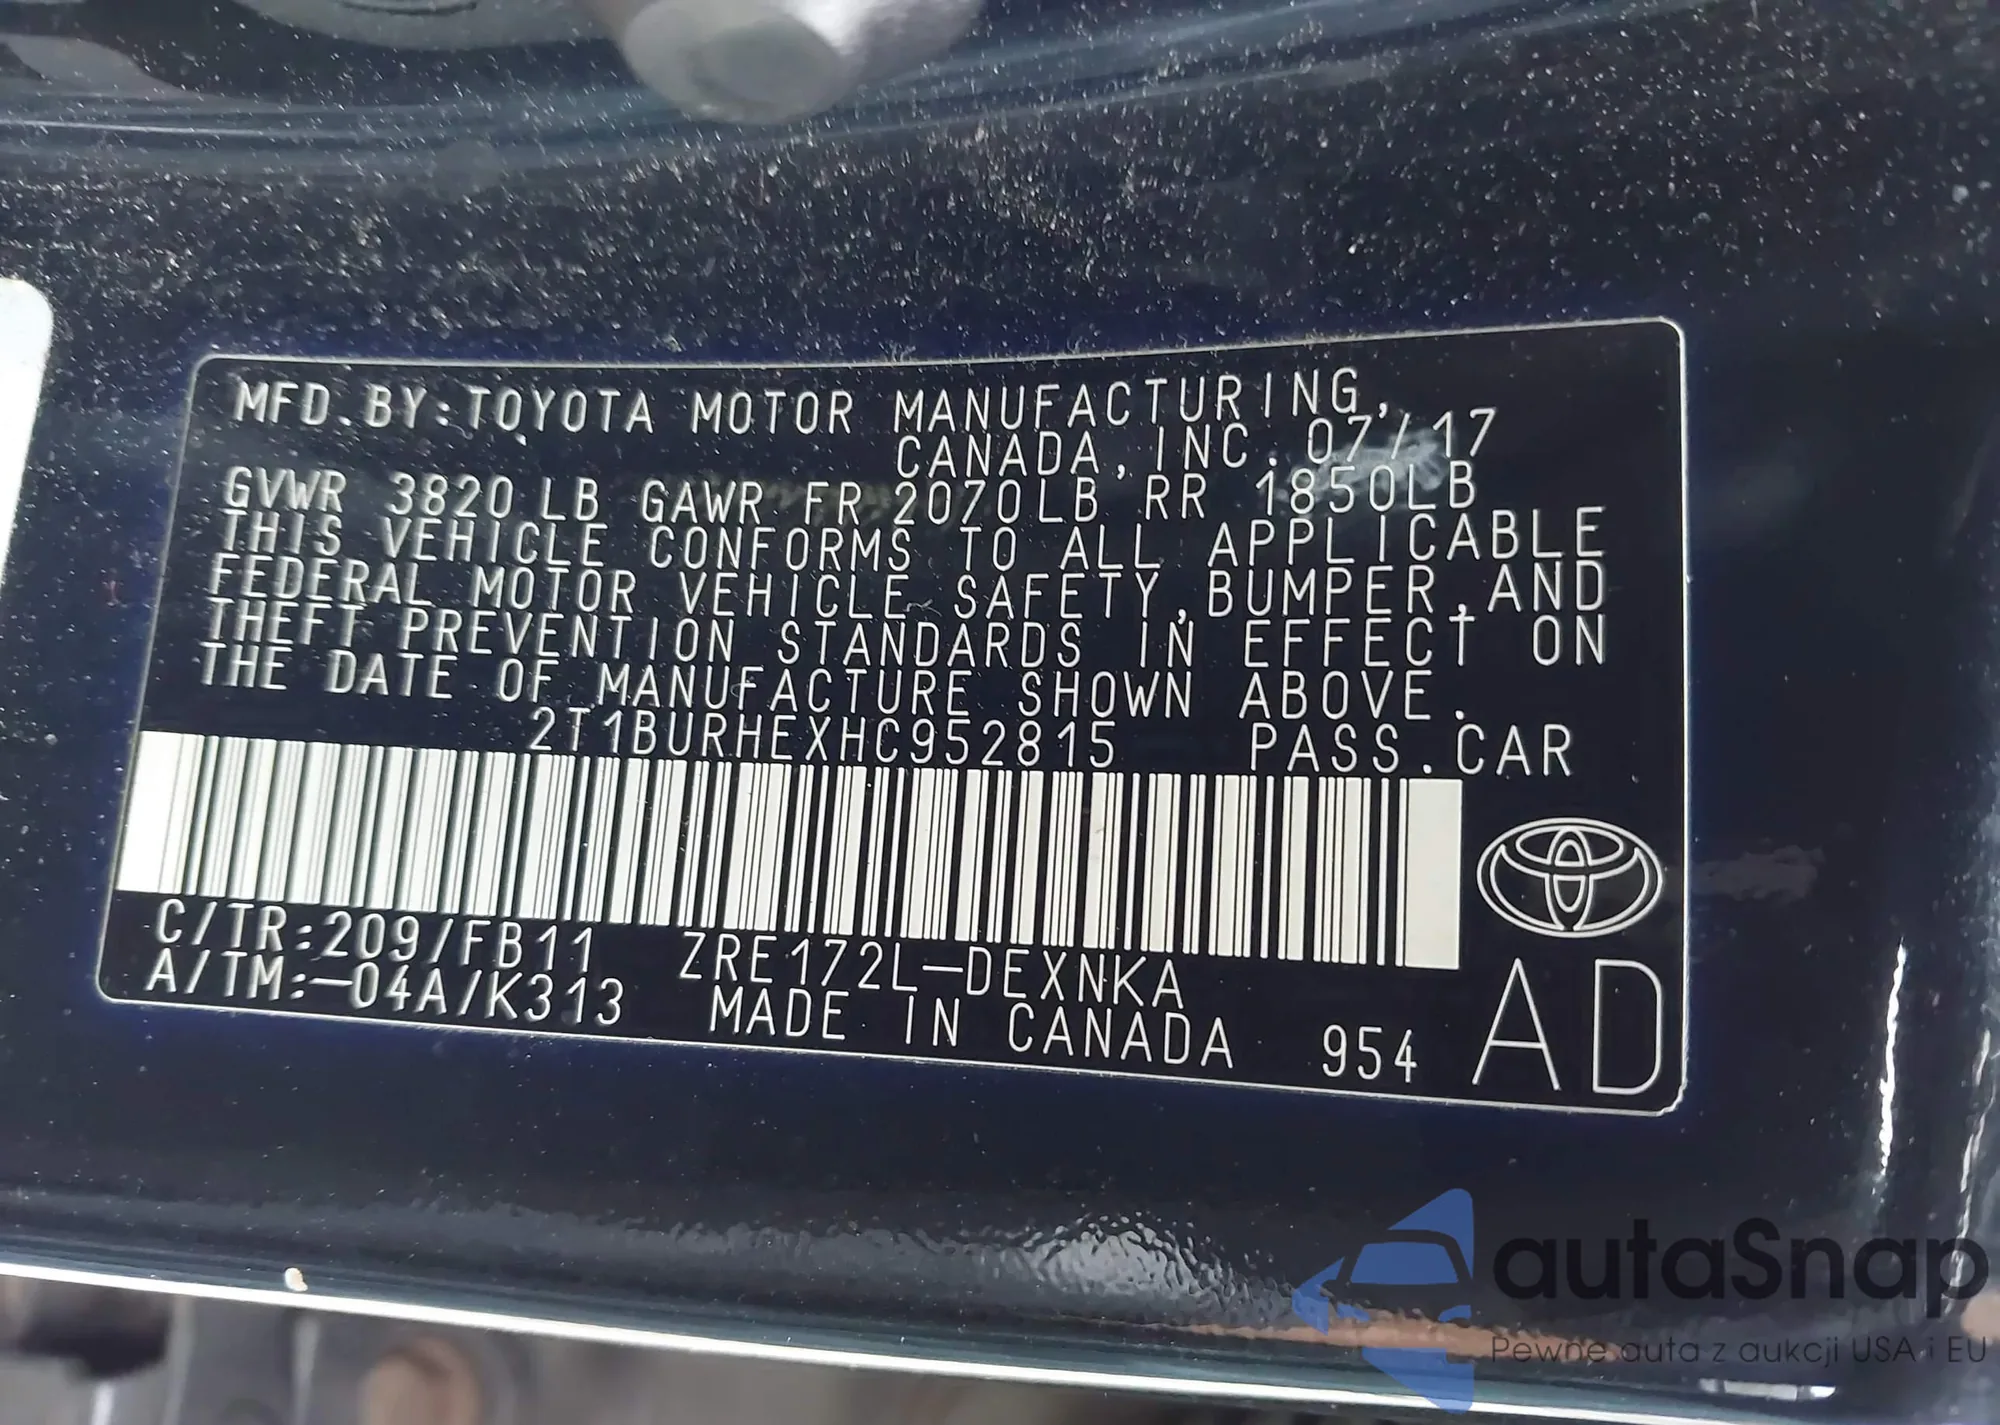 MFD.BY:TOYOTA MOTOR MANUFACTURING,
CANADA,INC. 07/17
GVWR 3820LB GAWR FR 2070LB RR 1850LB
THIS VEHICLE CONFORMS TO ALL APPLICABLE
FEDERAL MOTOR VEHICLE SAFETY,BUMPER,AND
THEFT PREVENTION STANDARDS IN EFFECT ON
THE DATE OF MANUFACTURE SHOWN ABOVE.
2T1BURHEXHC952815 PASS.CAR
C/TR:209/FB11 ZRE172L-DEXNKA
A/TM:-04A/K313 MADE IN CANADA 954 AD
autaSnap
Pewne auta z aukcji USA i EU